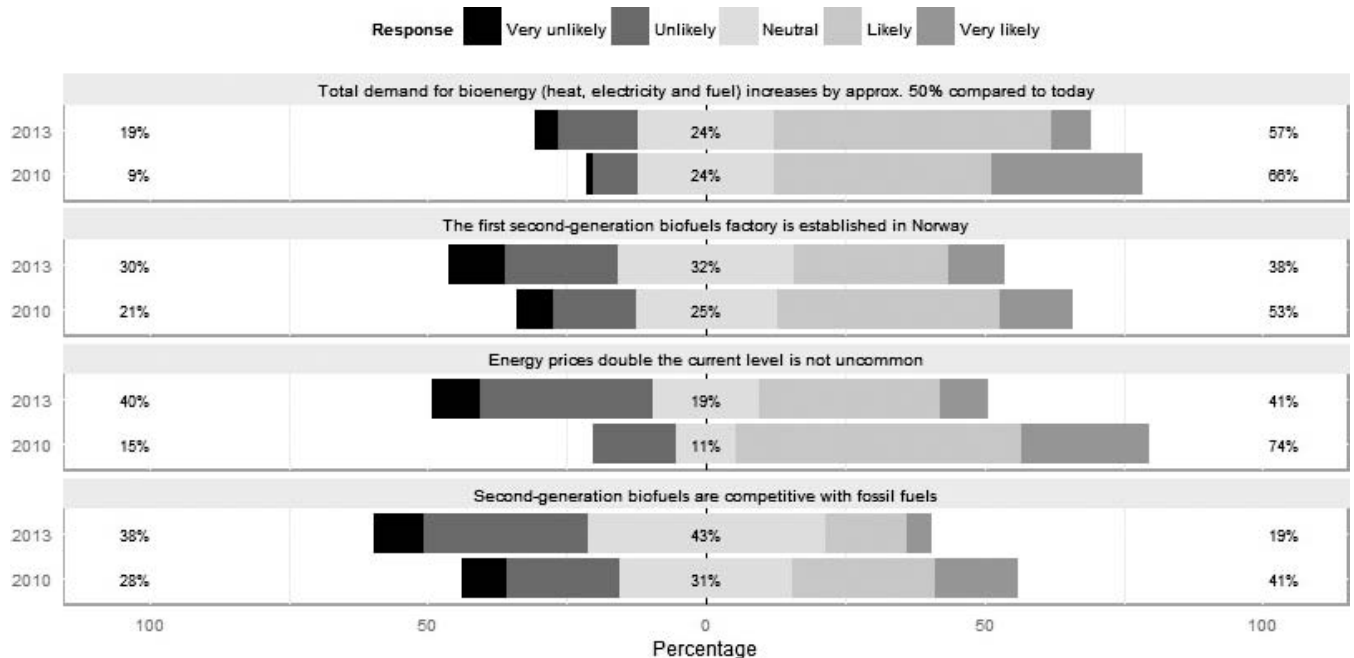 Response Very unlikely Unlikely Neutral Likely Very likely
Total demand for bioenergy (heat, electricity and fuel) increases by approx. 50% compared to today
2013 19% 24% 57%
2010 9% 24% 66%
The first second-generation biofuels factory is established in Norway
2013 30% 32% 38%
2010 21% 25% 53%
Energy prices double the current level is not uncommon
2013 40% 19% 41%
2010 15% 11% 74%
Second-generation biofuels are competitive with fossil fuels
2013 38% 43% 19%
2010 28% 31% 41%
100 50 0 50 100
Percentage